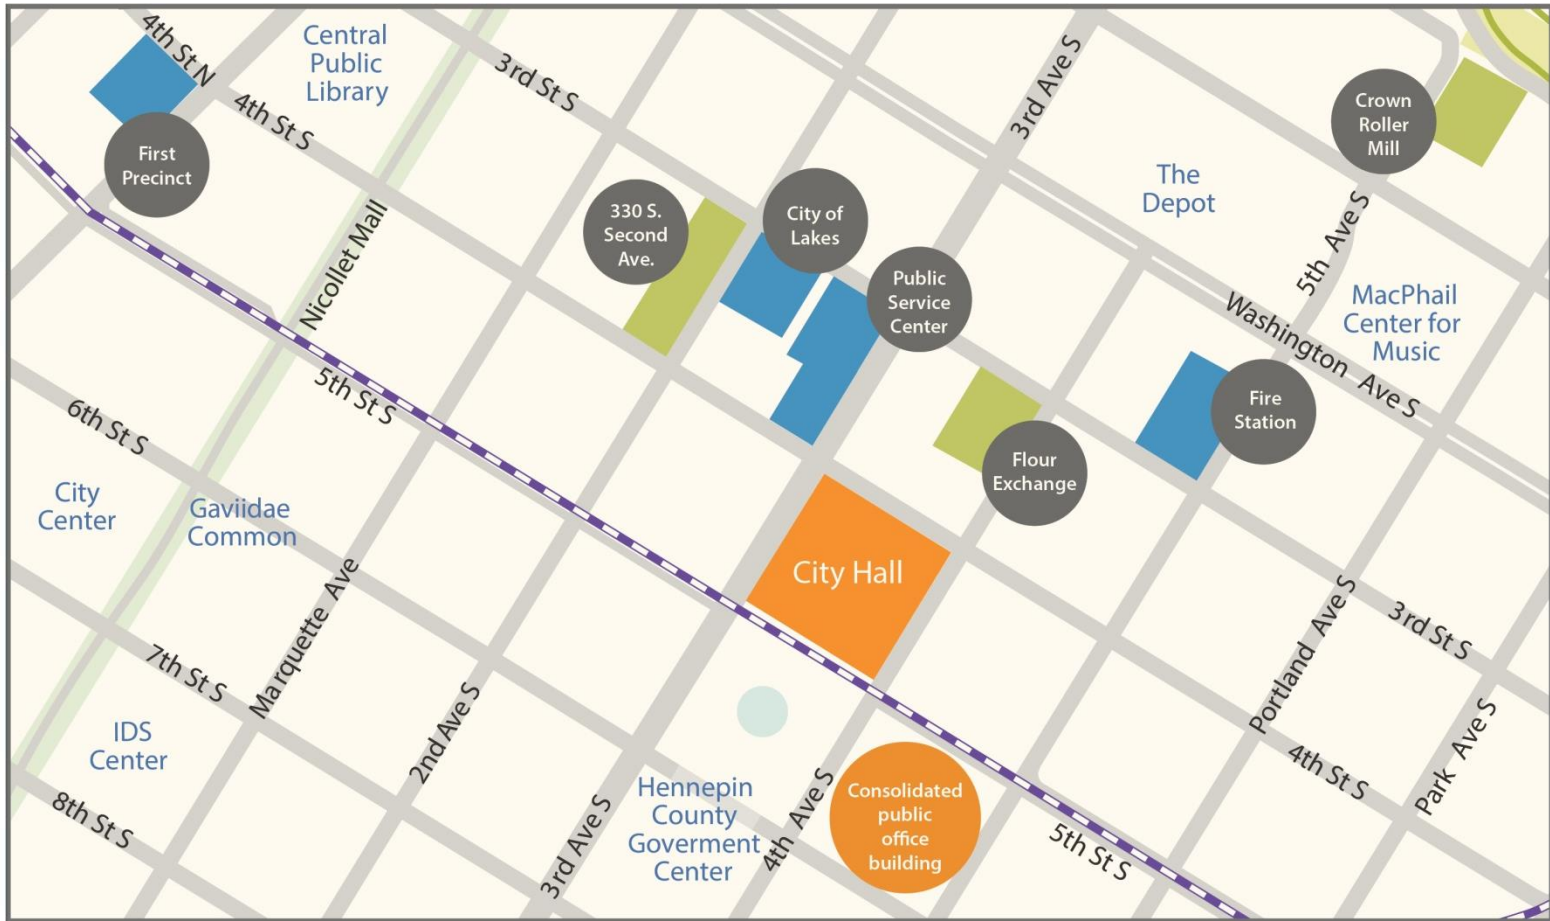 4th St N
Central
Public
Library
3rd St S
3rd Ave S
Crown
Roller
Mill
4th St S
First
Precinct
The
Depot
330 S.
Second
Ave.
City of
Lakes
5th Ave S
Nicollet Mall
Public
Service
Center
MacPhail
Center for
Music
Washington Ave S
5th St S
Fire
Station
6th St S
Flour
Exchange
City
Center
Gaviidae
Common
City Hall
Marquette Ave
3rd St S
Portland Ave S
7th St S
2nd Ave S
IDS
Center
Park Ave S
4th St S
8th St S
Hennepin
County
Goverment
Center
3rd Ave S
4th Ave S
Consolidated
public
office
building
5th St S